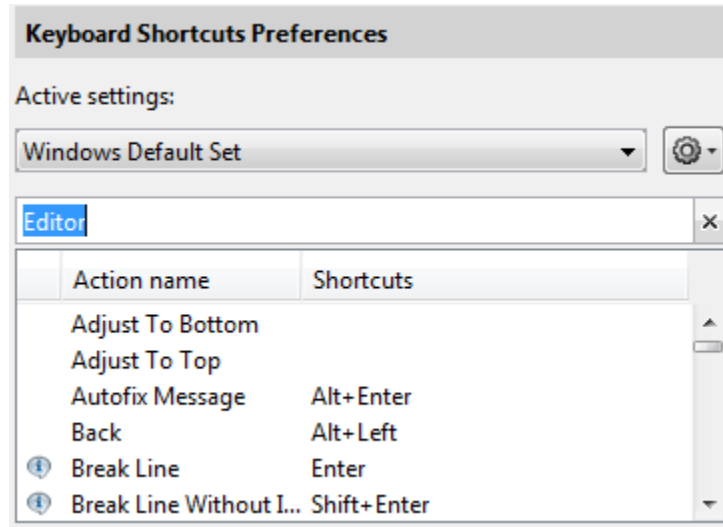 Keyboard Shortcuts Preferences
Active settings:
Windows Default Set
Editor
Action name Shortcuts
Adjust To Bottom
Adjust To Top
Autofix Message Alt+Enter
Back Alt+Left
Break Line Enter
Break Line Without I... Shift+Enter